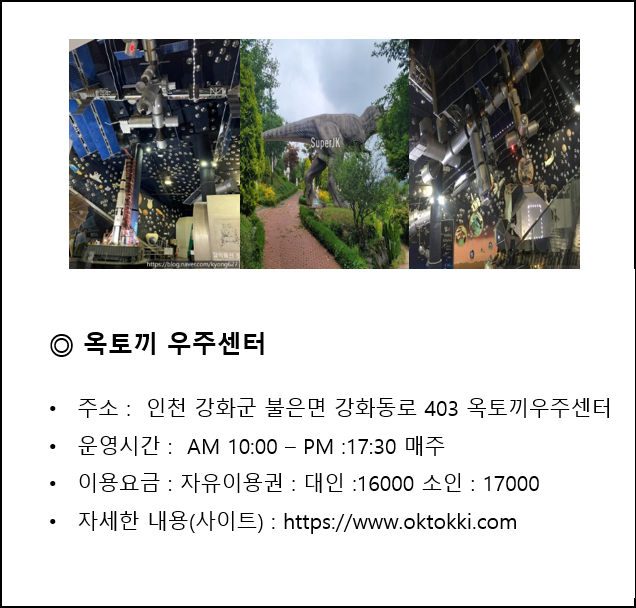 SuperJK
https://blog.naver.com/kyong627
◎ 옥토끼 우주센터
• 주소 : 인천 강화군 불은면 강화동로 403 옥토끼우주센터
• 운영시간 : AM 10:00 – PM :17:30 매주
• 이용요금 : 자유이용권 : 대인 :16000 소인 : 17000
• 자세한 내용(사이트) : https://www.oktokki.com